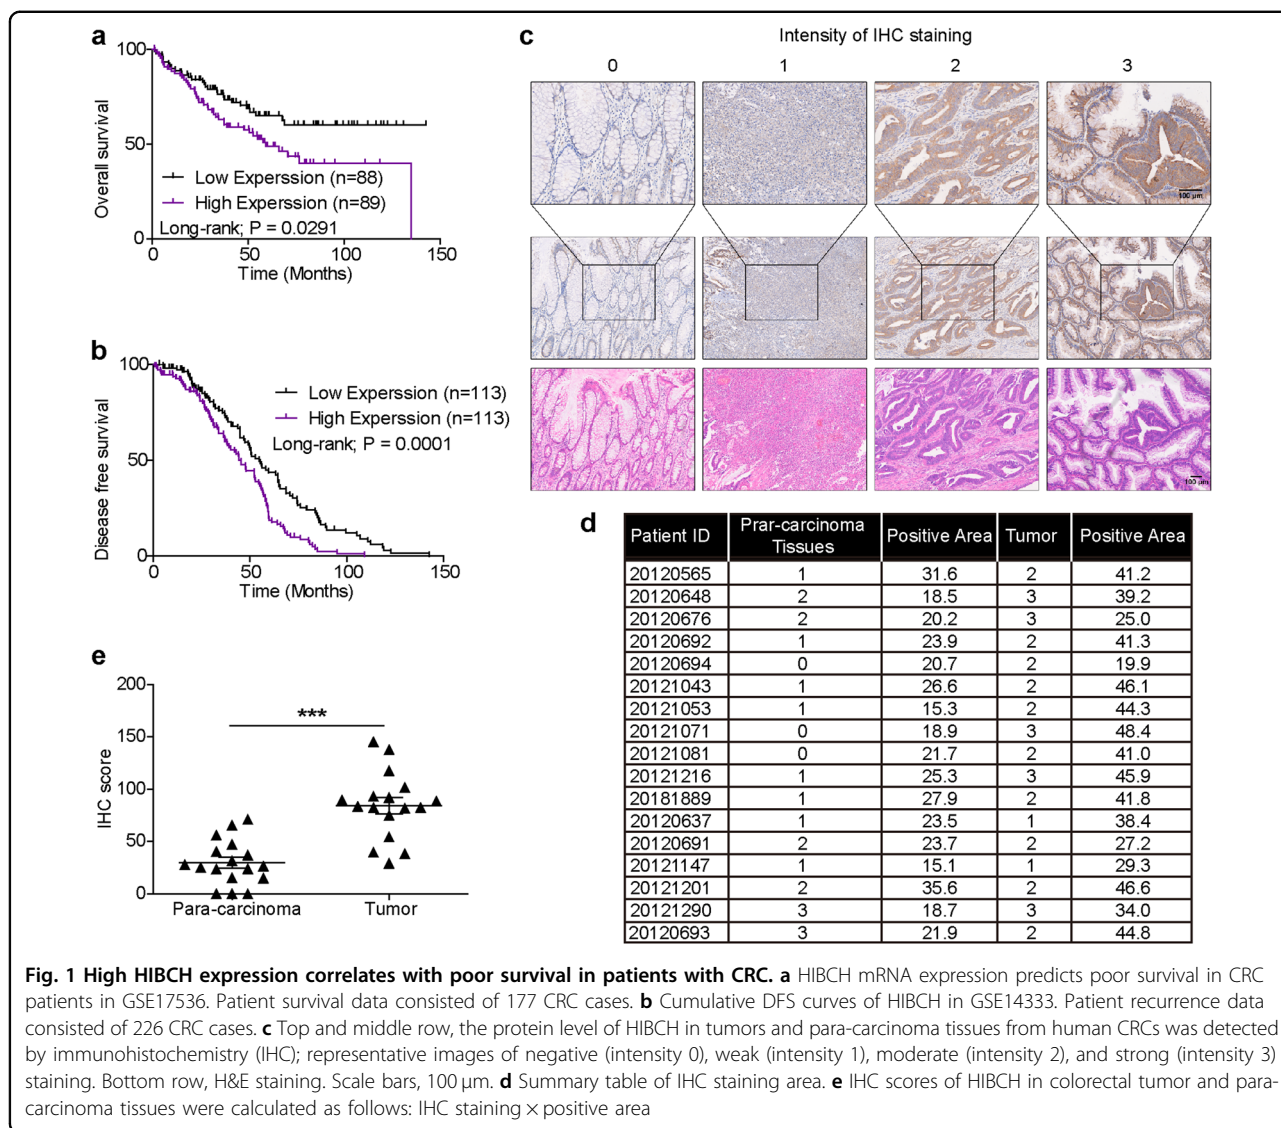 a
100
50
0
0
50
100
150
Overall survival
Low Experssion (n=88)
High Experssion (n=89)
Long-rank; P = 0.0291
Time (Months)
b
100
50
0
0
50
100
150
Disease free survival
Low Experssion (n=113)
High Experssion (n=113)
Long-rank; P = 0.0001
Time (Months)
c
Intensity of IHC staining
0 1 2 3
100 µm
100 µm
d
Patient ID Prar-carcinoma Tissues Positive Area Tumor Positive Area
20120565 1 31.6 2 41.2
20120648 2 18.5 3 39.2
20120676 2 20.2 3 25.0
20120692 1 23.9 2 41.3
20120694 0 20.7 2 19.9
20121043 1 26.6 2 46.1
20121053 1 15.3 2 44.3
20121071 0 18.9 3 48.4
20121081 0 21.7 2 41.0
20121216 1 25.3 3 45.9
20181889 1 27.9 2 41.8
20120637 1 23.5 1 38.4
20120691 2 23.7 2 27.2
20121147 1 15.1 1 29.3
20121201 2 35.6 2 46.6
20121290 3 18.7 3 34.0
20120693 3 21.9 2 44.8
e
200
150
100
50
0
IHC score
***
Para-carcinoma Tumor
Fig. 1 High HIBCH expression correlates with poor survival in patients with CRC. a HIBCH mRNA expression predicts poor survival in CRC
patients in GSE17536. Patient survival data consisted of 177 CRC cases. b Cumulative DFS curves of HIBCH in GSE14333. Patient recurrence data
consisted of 226 CRC cases. c Top and middle row, the protein level of HIBCH in tumors and para-carcinoma tissues from human CRCs was detected
by immunohistochemistry (IHC); representative images of negative (intensity 0), weak (intensity 1), moderate (intensity 2), and strong (intensity 3)
staining. Bottom row, H&E staining. Scale bars, 100 µm. d Summary table of IHC staining area. e IHC scores of HIBCH in colorectal tumor and para-
carcinoma tissues were calculated as follows: IHC staining × positive area